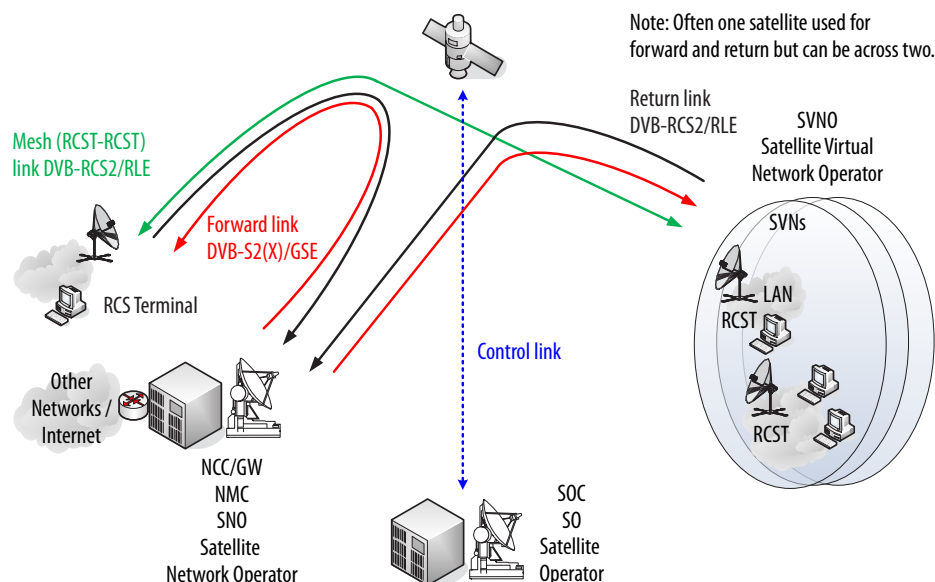 Note: Often one satellite used for
forward and return but can be across two.
Return link
DVB-RCS2/RLE
SVNO
Satellite Virtual
Network Operator
Mesh (RCST-RCST)
link DVB-RCS2/RLE
Forward link
DVB-S2(X)/GSE
SVNs
LAN
RCST
RCS Terminal
Control link
Other
Networks /
Internet
RCST
NCC/GW
NMC
SNO
Satellite
Network Operator
SOC
SO
Satellite
Operator